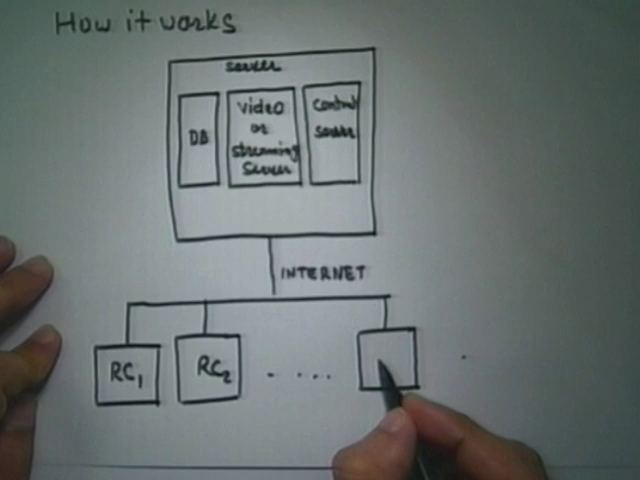 How it works
server
DB
video
or
streaming
server
control
server
INTERNET
RC1
RC2
. ....